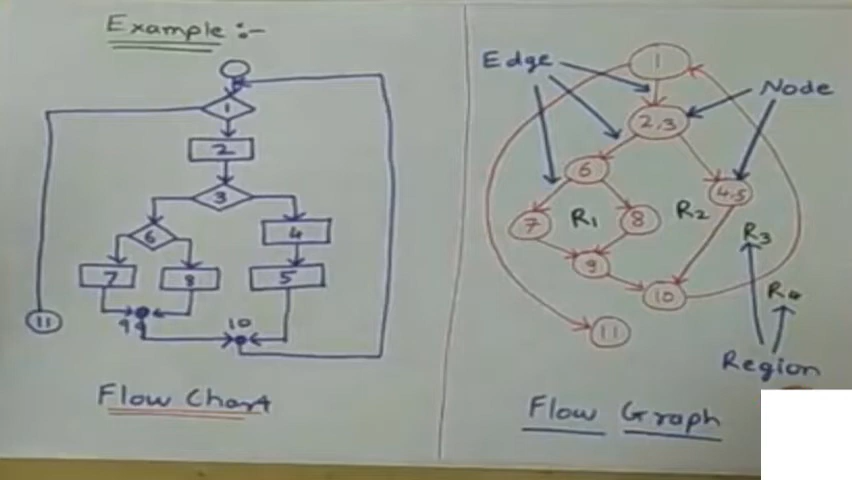 Example:-
1
2
3
6
4
7
8
5
11
9
10
Flow Chart
Edge
1
Node
2,3
6
4,5
7
R1
8
R2
R3
9
10
R4
11
Region
Flow Graph